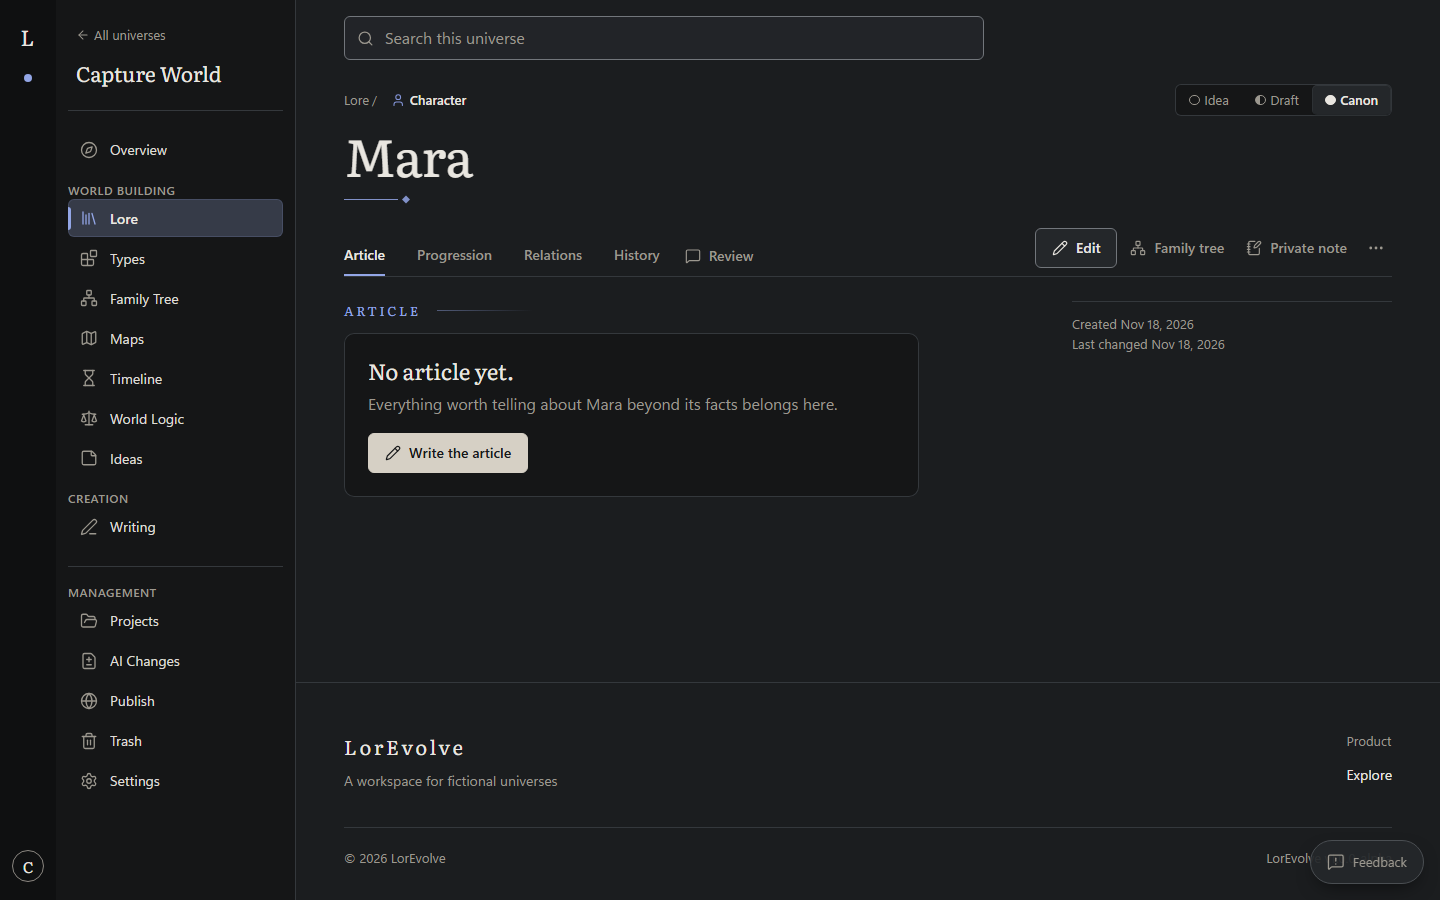 L
All universes
Capture World
Overview
WORLD BUILDING
Lore
Types
Family Tree
Maps
Timeline
World Logic
Ideas
CREATION
Writing
MANAGEMENT
Projects
AI Changes
Publish
Trash
Settings
C
Search this universe
Lore / Character
Idea Draft Canon
Mara
Article Progression Relations History Review
Edit Family tree Private note
ARTICLE
No article yet.
Everything worth telling about Mara beyond its facts belongs here.
Write the article
Created Nov 18, 2026
Last changed Nov 18, 2026
LorEvolve
A workspace for fictional universes
Product
Explore
© 2026 LorEvolve
Feedback